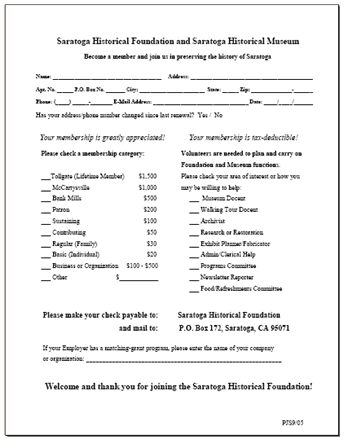 Saratoga Historical Foundation and Saratoga Historical Museum
Become a member and join us in preserving the history of Saratoga
Name: ______________________________ Address: ______________________________
Apt. No. _____ P.O. Box No. ______ City: __________________ State: _____ Zip: __________-______
Phone: (____) _____-_______ E-Mail Address: __________________________ Date: ____/____/____
Has your address/phone number changed since last renewal? Yes / No
Your membership is greatly appreciated! Your membership is tax-deductible!
Please check a membership category: Volunteers are needed to plan and carry on
Foundation and Museum functions.
___Tollgate (Lifetime Member) $1,500 Please check your area of interest or how you
___ McCartysville $1,000 may be willing to help:
___ Bank Mills $500 ___ Museum Docent
___ Patron $200 ___ Walking Tour Docent
___ Sustaining $100 ___ Archivist
___ Contributing $50 ___ Research or Restoration
___ Regular (Family) $30 ___ Exhibit Planner/Fabricator
___ Basic (Individual) $20 ___ Admin/Clerical Help
___ Business or Organization $100 - $500 ___ Programs Committee
___ Other $__________ ___ Newsletter Reporter
___ Food/Refreshments Committee
Please make your check payable to: Saratoga Historical Foundation
and mail to: P.O. Box 172, Saratoga, CA 95071
If your Employer has a matching-grant program, please enter the name of your company
or organization: ______________________________________________
Welcome and thank you for joining the Saratoga Historical Foundation!
PJS9/05